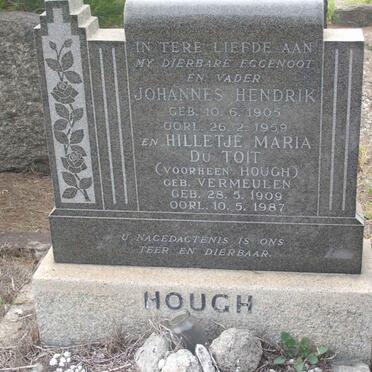 IN TERE LIEFDE AAN
MY DIERBARE EGGENOOT
EN VADER
JOHANNES HENDRIK
GEB. 10.6.1905
OORL. 26.2.1959
EN HILLETJE MARIA
DU TOIT
(VOORHEEN HOUGH)
GEB. VERMEULEN
GEB. 28.5.1909
OORL. 10.5.1987
U NAGEDAGTENIS IS ONS
TEER EN DIERBAAR.
HOUGH